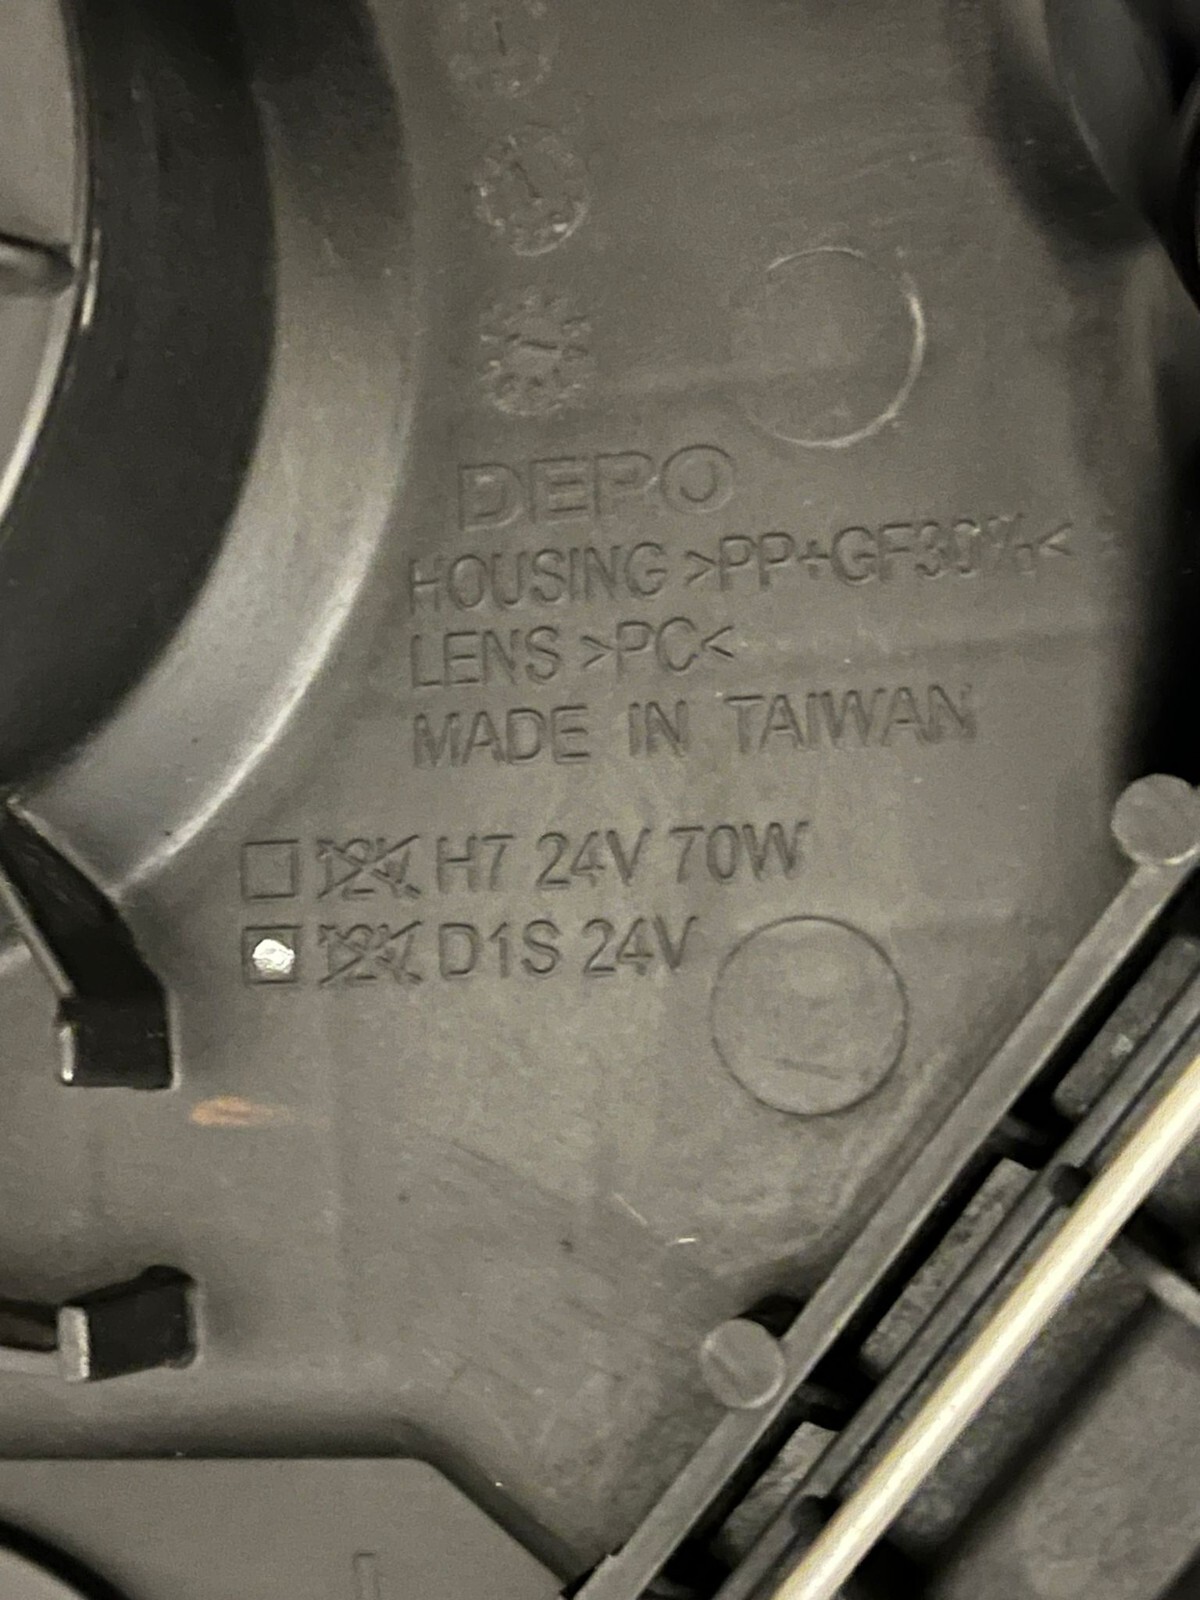 DEPO
HOUSING >PP+GF30%<
LENS >PC<
MADE IN TAIWAN
12V H7 24V 70W
12V D1S 24V